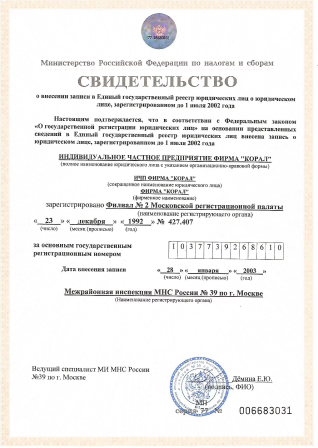 Министерство Российской Федерации по налогам и сборам
СВИДЕТЕЛЬСТВО
о внесении записи в Единый государственный реестр юридических лиц о юридическом
лице, зарегистрированном до 1 июля 2002 года
Настоящим подтверждается, что в соответствии с Федеральным законом
«О государственной регистрации юридических лиц» на основании представленных
сведений в Единый государственный реестр юридических лиц внесена запись о
юридическом лице, зарегистрированном до 1 июля 2002 года
ИНДИВИДУАЛЬНОЕ ЧАСТНОЕ ПРЕДПРИЯТИЕ ФИРМА "КОРАЛ"
(полное наименование юридического лица с указанием организационно-правовой формы)
ИЧП ФИРМА "КОРАЛ"
(сокращенное наименование юридического лица)
ФИРМА "КОРАЛ"
(фирменное наименование)
зарегистрировано Филиал № 2 Московской регистрационной палаты
(наименование регистрирующего органа)
« 23 » « декабря » « 1992 » № 427.407
(число) (месяц (прописью) (год)
за основным государственным
регистрационным номером
1 0 3 7 7 3 9 2 6 8 6 1 0
Дата внесения записи « 28 » « января » « 2003 »
(число) (месяц (прописью) (год)
Межрайонная инспекция МНС России № 39 по г. Москве
(Наименование регистрирующего органа)
Ведущий специалист МИ МНС России
№39 по г. Москве
Дёмина Е.Ю.
(подпись, ФИО)
МП
серия 77 № 006683031